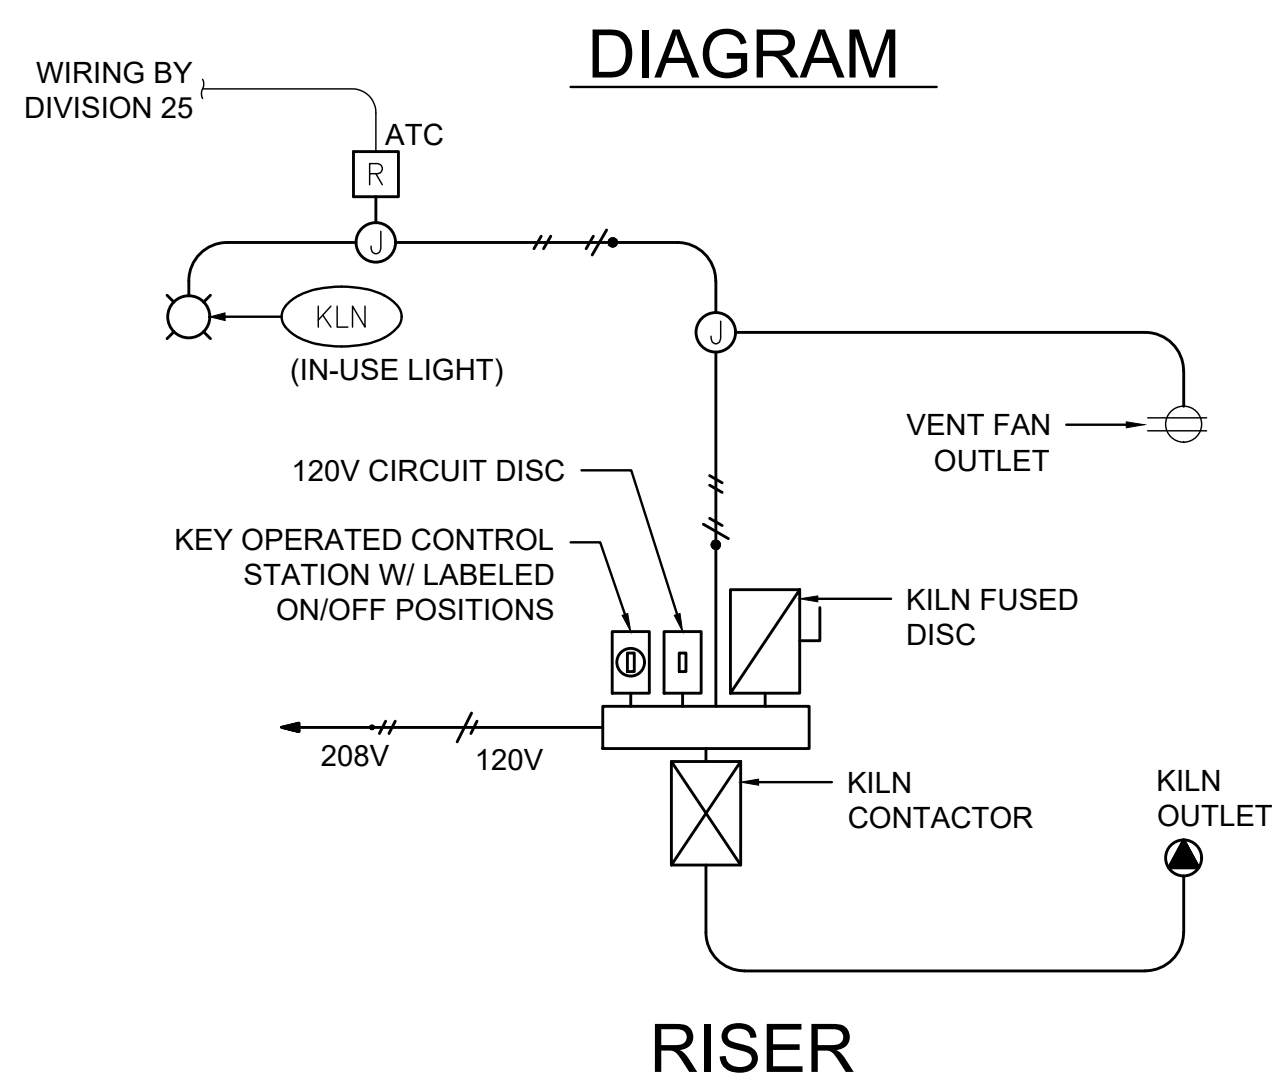 DIAGRAM
WIRING BY
DIVISION 25
ATC
R
J
KLN
(IN-USE LIGHT)
J
VENT FAN
OUTLET
120V CIRCUIT DISC
KEY OPERATED CONTROL
STATION W/ LABELED
ON/OFF POSITIONS
KILN FUSED
DISC
208V
120V
KILN
CONTACTOR
KILN
OUTLET
RISER